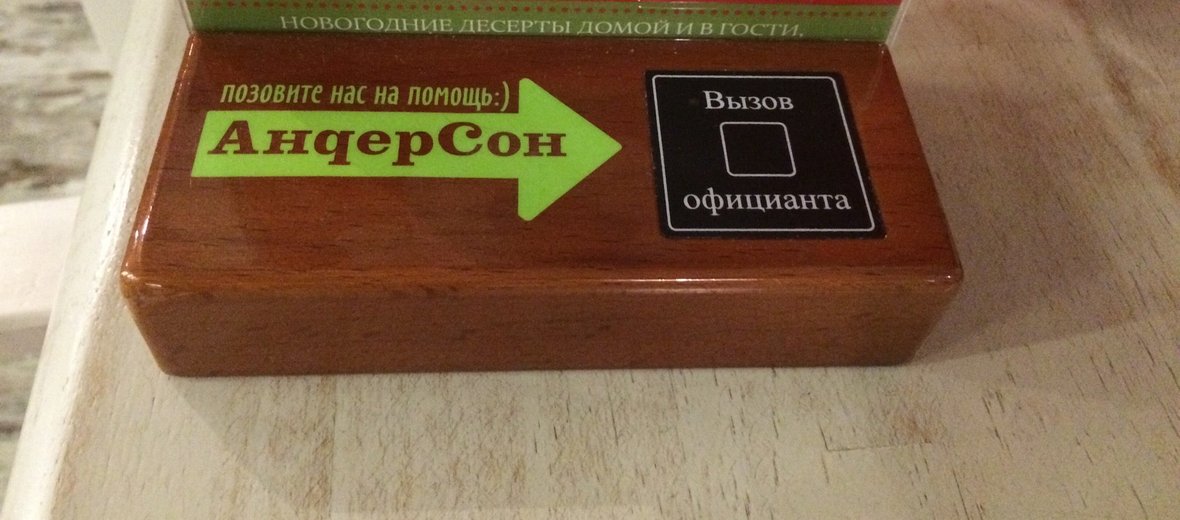 НОВОГОДНИЕ ДЕСЕРТЫ ДОМОЙ И В ГОСТИ,
позовите нас на помощь:)
АндерСон
Вызов
официанта